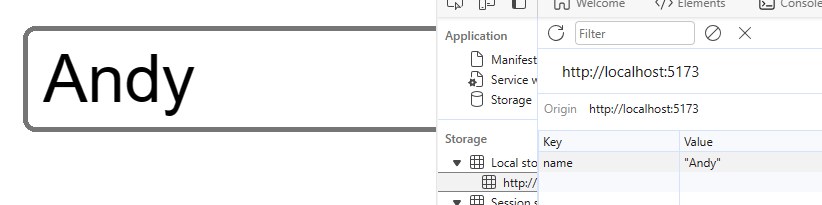 Andy
Welcome
Elements
Console
Application
Manifest
Service w
Storage
Storage
Local sto
http://
Session s
Filter
http://localhost:5173
Origin http://localhost:5173
Key Value
name "Andy"